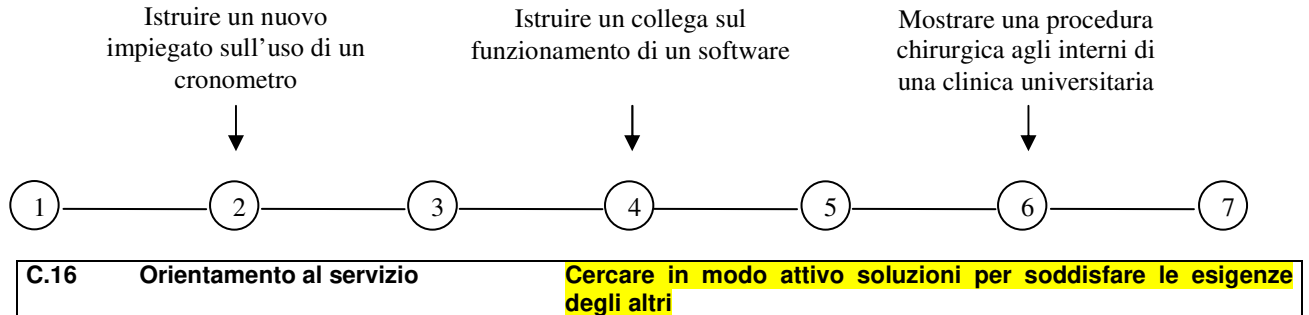 Istruire un nuovo
impiegato sull'uso di un
cronometro
Istruire un collega sul
funzionamento di un software
Mostrare una procedura
chirurgica agli interni di
una clinica universitaria
1 2 3 4 5 6 7
C.16 Orientamento al servizio Cercare in modo attivo soluzioni per soddisfare le esigenze
degli altri